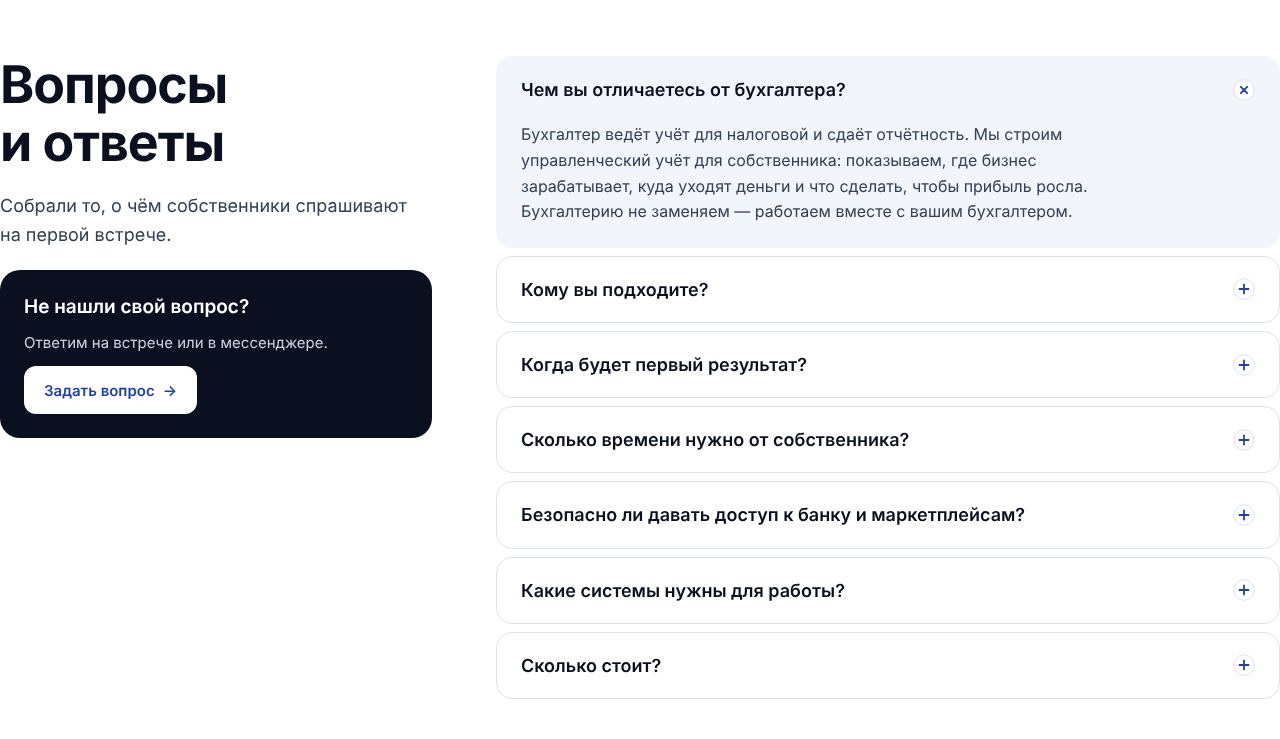 Вопросы
и ответы
Собрали то, о чём собственники спрашивают
на первой встрече.
Не нашли свой вопрос?
Ответим на встрече или в мессенджере.
Задать вопрос →
Чем вы отличаетесь от бухгалтера?
Бухгалтер ведёт учёт для налоговой и сдаёт отчётность. Мы строим
управленческий учёт для собственника: показываем, где бизнес
зарабатывает, куда уходят деньги и что сделать, чтобы прибыль росла.
Бухгалтерию не заменяем — работаем вместе с вашим бухгалтером.
Кому вы подходите?
Когда будет первый результат?
Сколько времени нужно от собственника?
Безопасно ли давать доступ к банку и маркетплейсам?
Какие системы нужны для работы?
Сколько стоит?